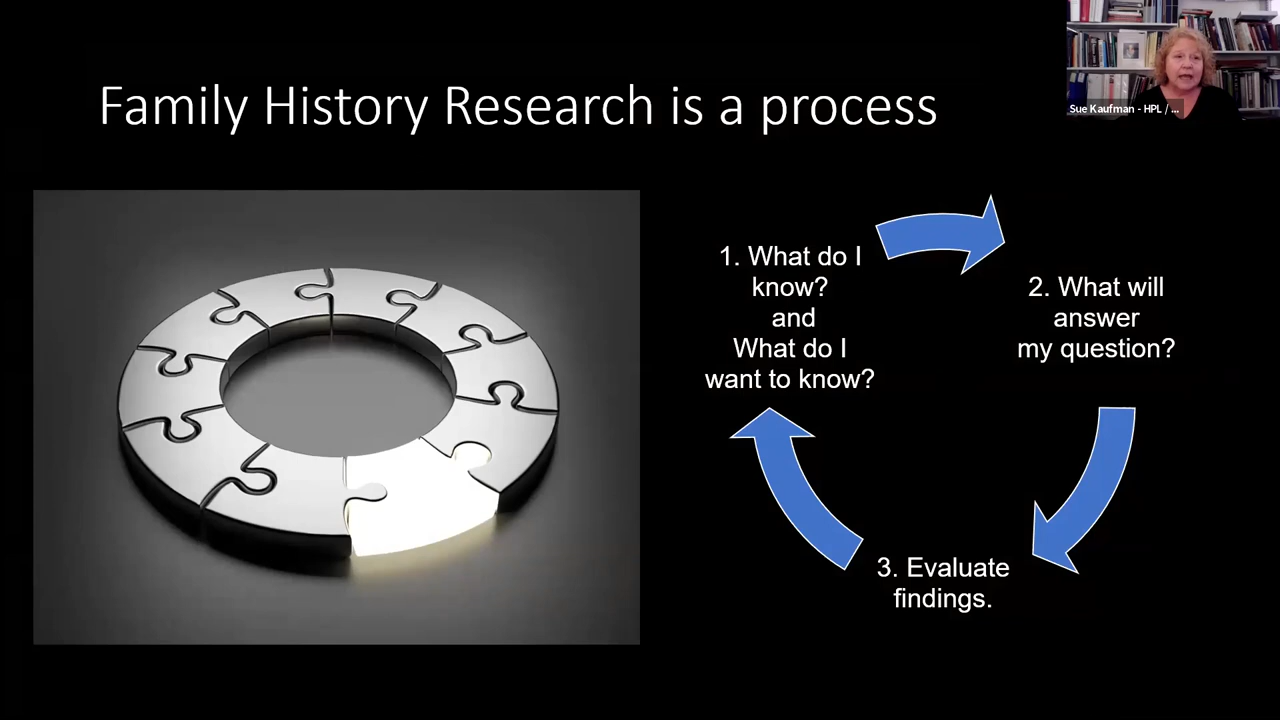 Family History Research is a process
Sue Kaufman - HPL / ...
1. What do I
know?
and
What do I
want to know?
2. What will
answer
my question?
3. Evaluate
findings.